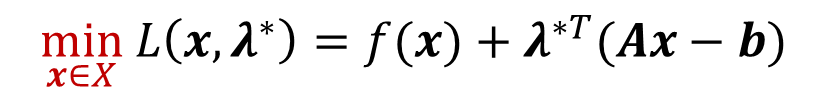 min L(x, λ*) = f(x) + λ*ᵀ(Ax − b)
x∈X